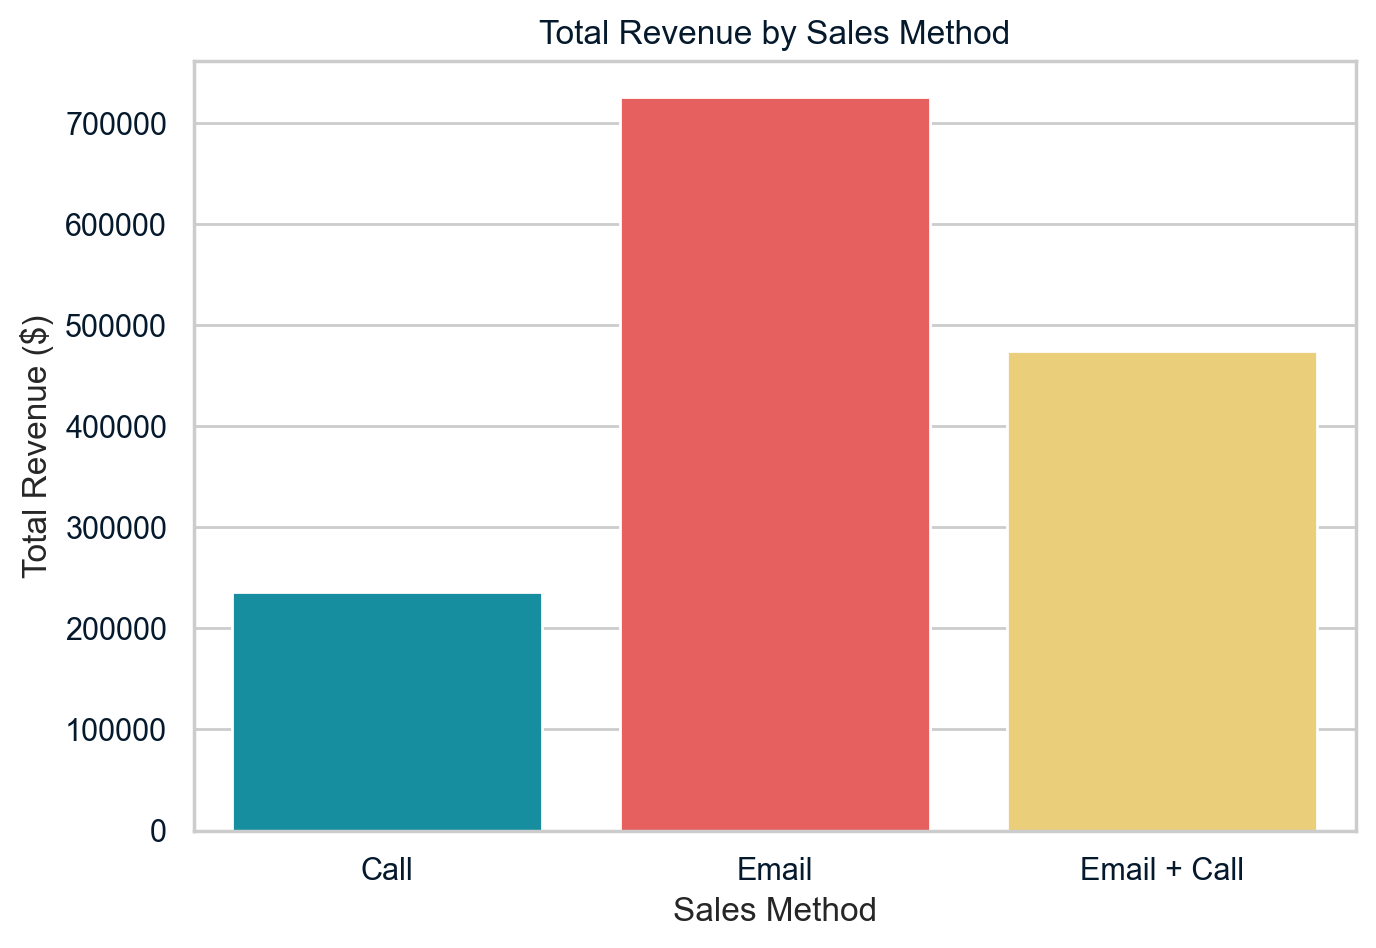 Total Revenue by Sales Method
Total Revenue ($)
700000
600000
500000
400000
300000
200000
100000
0
Call
Email
Email + Call
Sales Method